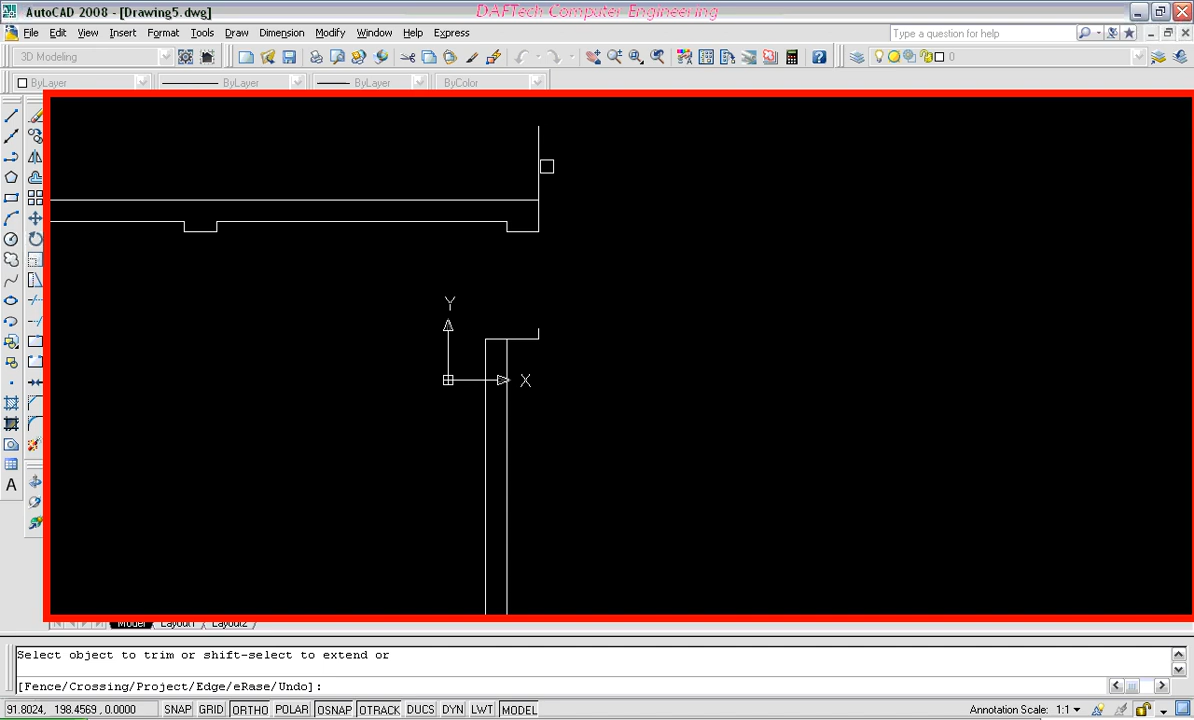 AutoCAD 2008 - [Drawing5.dwg]
DAFTech Computer Engineering
File Edit View Insert Format Tools Draw Dimension Modify Window Help Express
Type a question for help
3D Modeling
0
ByLayer ByLayer ByLayer ByColor
Y
X
A
Model Layout1 Layout2
Select object to trim or shift-select to extend or
[Fence/Crossing/Project/Edge/eRase/Undo]:
91.8024, 198.4569, 0.0000 SNAP GRID ORTHO POLAR OSNAP OTRACK DUCS DYN LWT MODEL Annotation Scale: 1:1